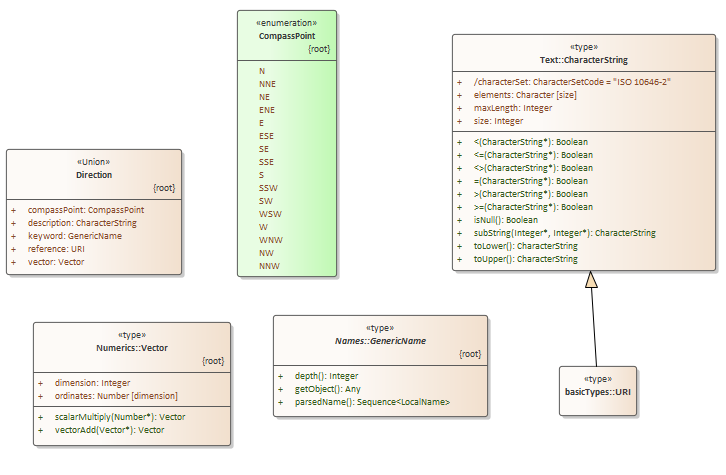 «enumeration»
CompassPoint
{root}
N
NNE
NE
ENE
E
ESE
SE
SSE
S
SSW
SW
WSW
W
WNW
NW
NNW
«type»
Text::CharacterString
+ /characterSet: CharacterSetCode = "ISO 10646-2"
+ elements: Character [size]
+ maxLength: Integer
+ size: Integer
+ <(CharacterString*): Boolean
+ <=(CharacterString*): Boolean
+ <>(CharacterString*): Boolean
+ =(CharacterString*): Boolean
+ >(CharacterString*): Boolean
+ >=(CharacterString*): Boolean
+ isNull(): Boolean
+ subString(Integer*, Integer*): CharacterString
+ toLower(): CharacterString
+ toUpper(): CharacterString
«Union»
Direction
{root}
+ compassPoint: CompassPoint
+ description: CharacterString
+ keyword: GenericName
+ reference: URI
+ vector: Vector
«type»
Numerics::Vector
{root}
+ dimension: Integer
+ ordinates: Number [dimension]
+ scalarMultiply(Number*): Vector
+ vectorAdd(Vector*): Vector
«type»
Names::GenericName
{root}
+ depth(): Integer
+ getObject(): Any
+ parsedName(): Sequence<LocalName>
«type»
basicTypes::URI